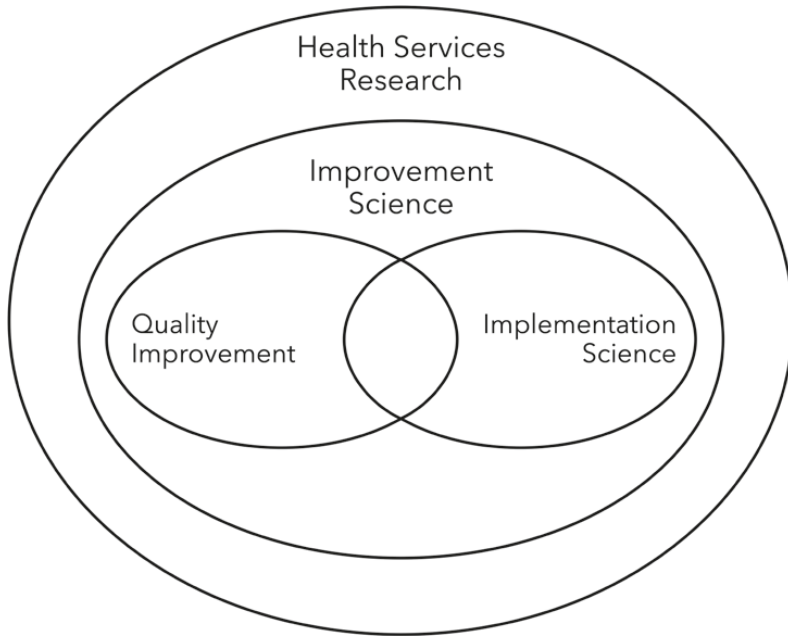 Health Services
Research
Improvement
Science
Quality
Improvement
Implementation
Science